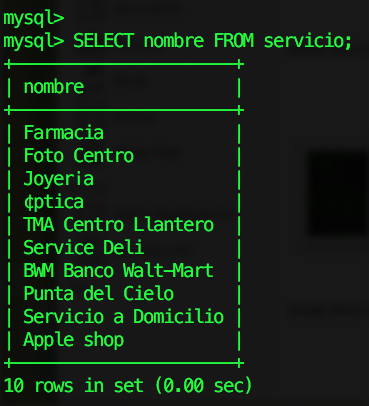 mysql>
mysql> SELECT nombre FROM servicio;
+-----------------------+
| nombre |
+-----------------------+
| Farmacia |
| Foto Centro |
| Joyería |
| ¢ptica |
| TMA Centro Llantero |
| Service Deli |
| BWM Banco Walt-Mart |
| Punta del Cielo |
| Servicio a Domicilio |
| Apple shop |
+-----------------------+
10 rows in set (0.00 sec)